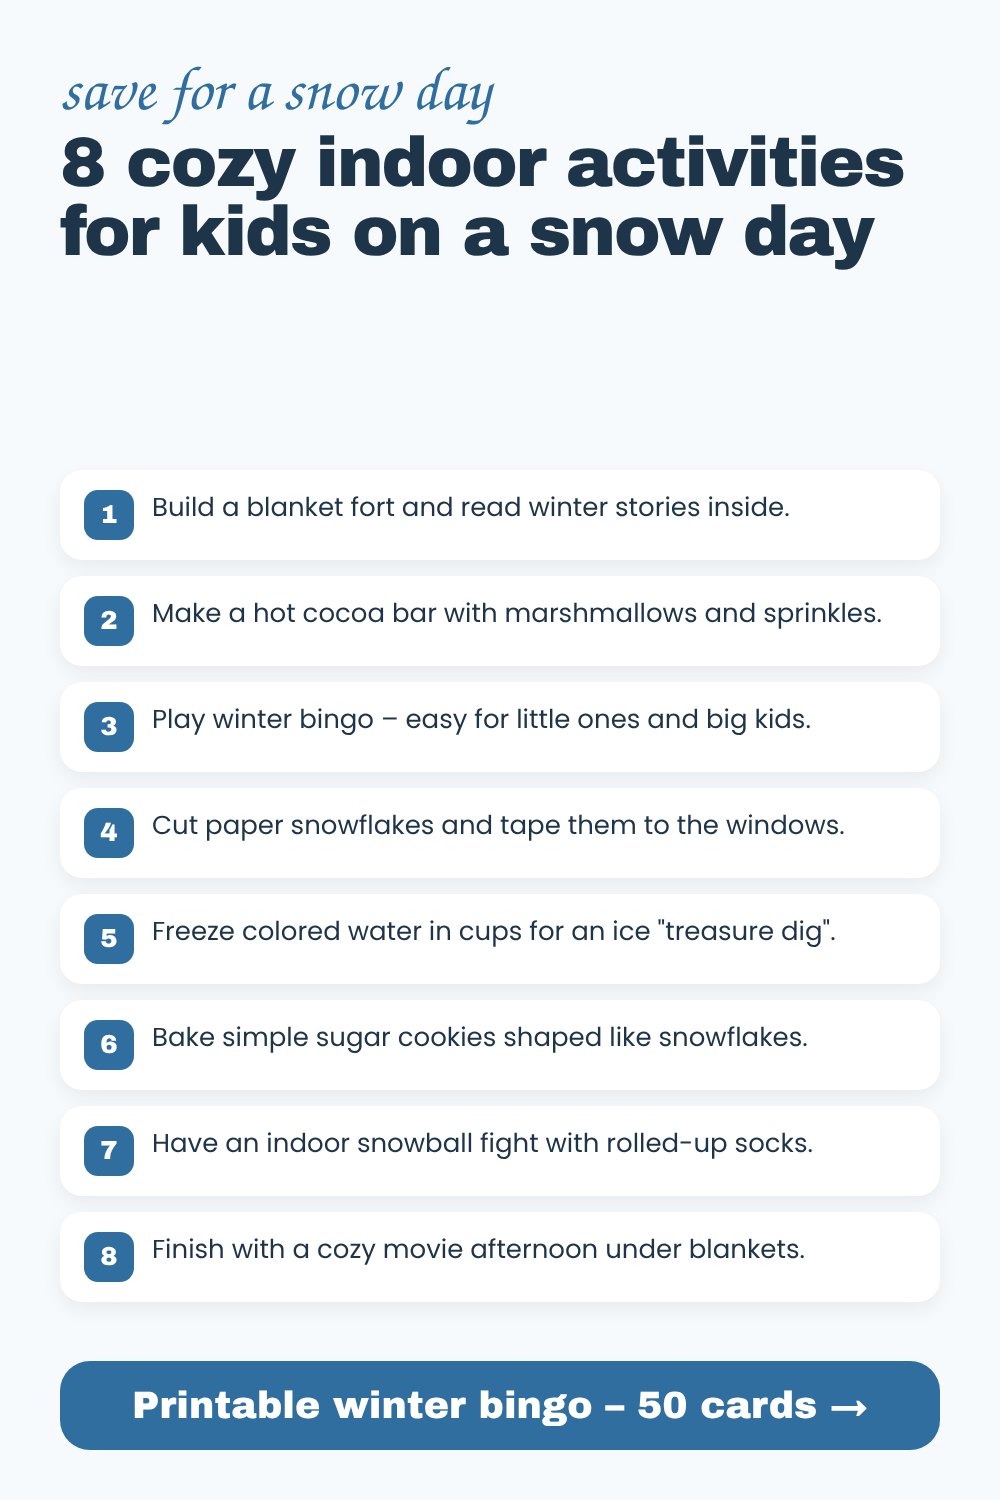 save for a snow day
8 cozy indoor activities
for kids on a snow day
1 Build a blanket fort and read winter stories inside.
2 Make a hot cocoa bar with marshmallows and sprinkles.
3 Play winter bingo – easy for little ones and big kids.
4 Cut paper snowflakes and tape them to the windows.
5 Freeze colored water in cups for an ice "treasure dig".
6 Bake simple sugar cookies shaped like snowflakes.
7 Have an indoor snowball fight with rolled-up socks.
8 Finish with a cozy movie afternoon under blankets.
Printable winter bingo – 50 cards →